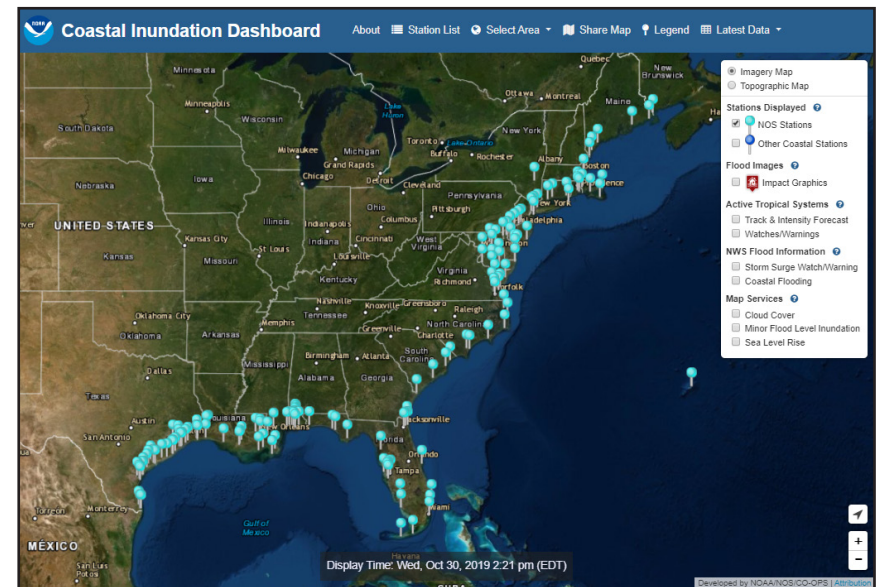 NOAA
Coastal Inundation Dashboard
About
Station List
Select Area
Share Map
Legend
Latest Data
Imagery Map
Topographic Map
Stations Displayed
NOS Stations
Other Coastal Stations
Flood Images
Impact Graphics
Active Tropical Systems
Track & Intensity Forecast
Watches/Warnings
NWS Flood Information
Storm Surge Watch/Warning
Coastal Flooding
Map Services
Cloud Cover
Minor Flood Level Inundation
Sea Level Rise
Quebec
New Brunswick
Minnesota
Ottawa
Montreal
Maine
Minneapolis
Lake Huron
Wisconsin
South Dakota
Toronto
Lake Ontario
New York
Milwaukee
Michigan
Buffalo
Rochester
Albany
Boston
Grand Rapids
Chicago
Detroit
Cleveland
Iowa
Nebraska
Pennsylvania
New York
Ohio
Pittsburgh
UNITED STATES
Illinois
Indianapolis
Columbus
Kansas City
Indiana
Cincinnati
West Virginia
St Louis
Louisville
Kansas
Missouri
Kentucky
Virginia
Richmond
Norfolk
Nashville
Knoxville
Greensboro
Raleigh
Oklahoma City
Tennessee
Memphis
Greenville
Charlotte
Oklahoma
Arkansas
South Carolina
Birmingham
Atlanta
Mississippi
Dallas
Alabama
Georgia
Texas
Austin
New Orleans
Jacksonville
San Antonio
Orlando
Tampa
Torreon
Monterrey
Miami
Gulf of Mexico
MÉXICO
Havana
San Luis Potos
CUBA
Display Time: Wed, Oct 30, 2019 2:21 pm (EDT)
+
−
Developed by NOAA/NOS/CO-OPS | Attribution